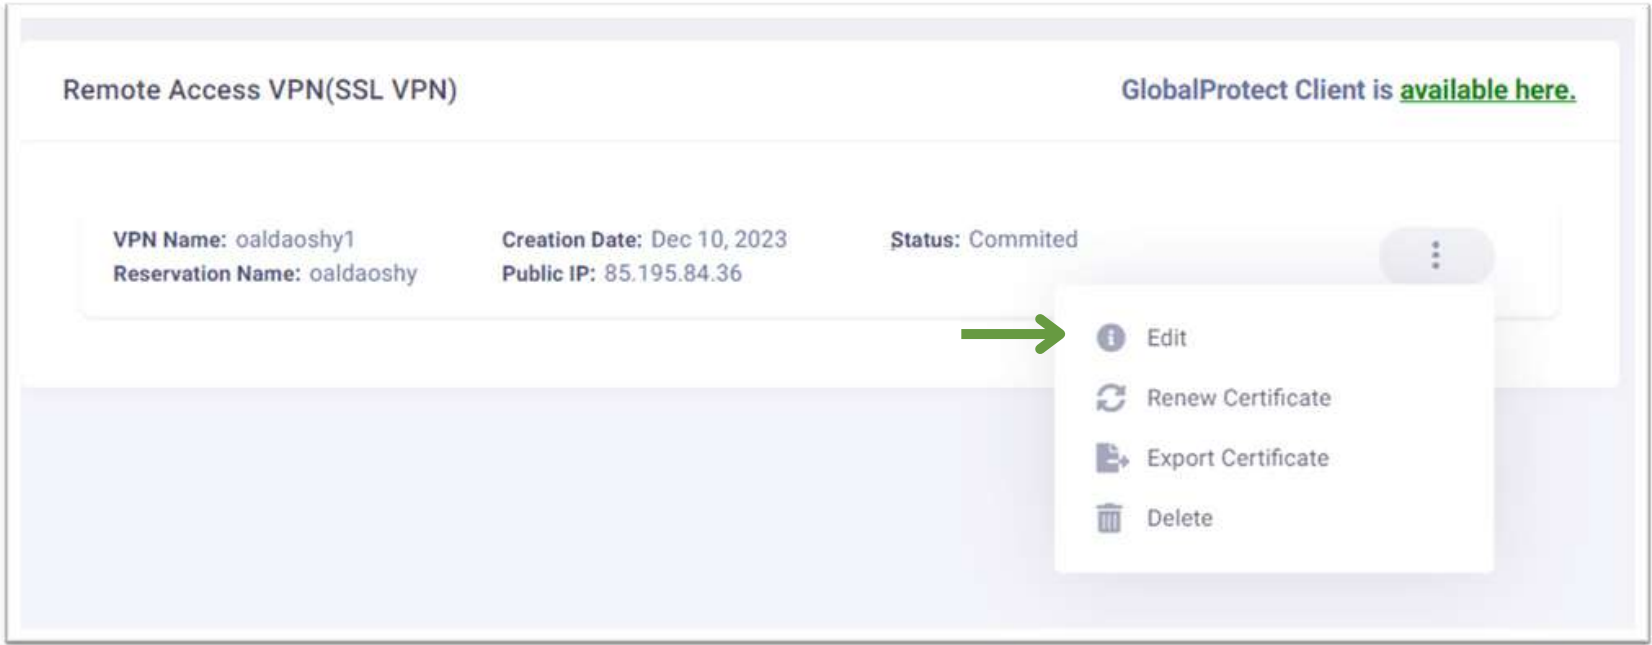 Remote Access VPN(SSL VPN)
GlobalProtect Client is available here.
VPN Name: oaldaoshy1
Creation Date: Dec 10, 2023
Status: Commited
Reservation Name: oaldaoshy
Public IP: 85.195.84.36
Edit
Renew Certificate
Export Certificate
Delete